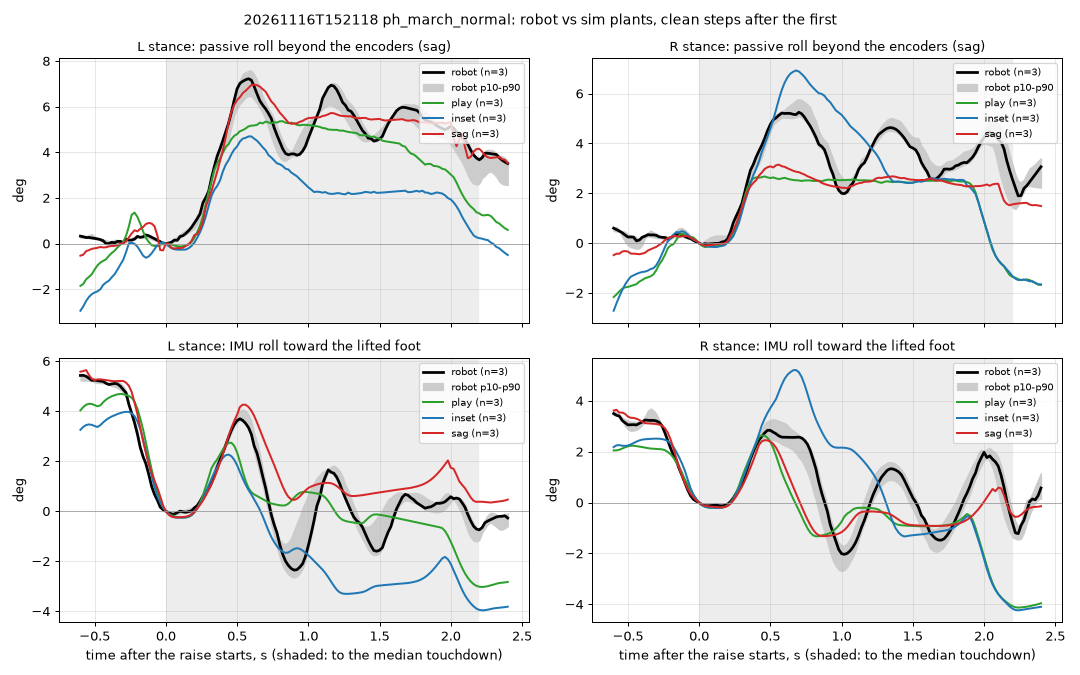 20261116T152118 ph_march_normal: robot vs sim plants, clean steps after the first
L stance: passive roll beyond the encoders (sag)
R stance: passive roll beyond the encoders (sag)
8
6
4
2
0
−2
deg
robot (n=3)
robot p10-p90
play (n=3)
inset (n=3)
sag (n=3)
6
4
2
0
−2
deg
robot (n=3)
robot p10-p90
play (n=3)
inset (n=3)
sag (n=3)
L stance: IMU roll toward the lifted foot
R stance: IMU roll toward the lifted foot
6
4
2
0
−2
−4
deg
robot (n=3)
robot p10-p90
play (n=3)
inset (n=3)
sag (n=3)
4
2
0
−2
−4
deg
robot (n=3)
robot p10-p90
play (n=3)
inset (n=3)
sag (n=3)
−0.5 0.0 0.5 1.0 1.5 2.0 2.5
−0.5 0.0 0.5 1.0 1.5 2.0 2.5
time after the raise starts, s (shaded: to the median touchdown)
time after the raise starts, s (shaded: to the median touchdown)